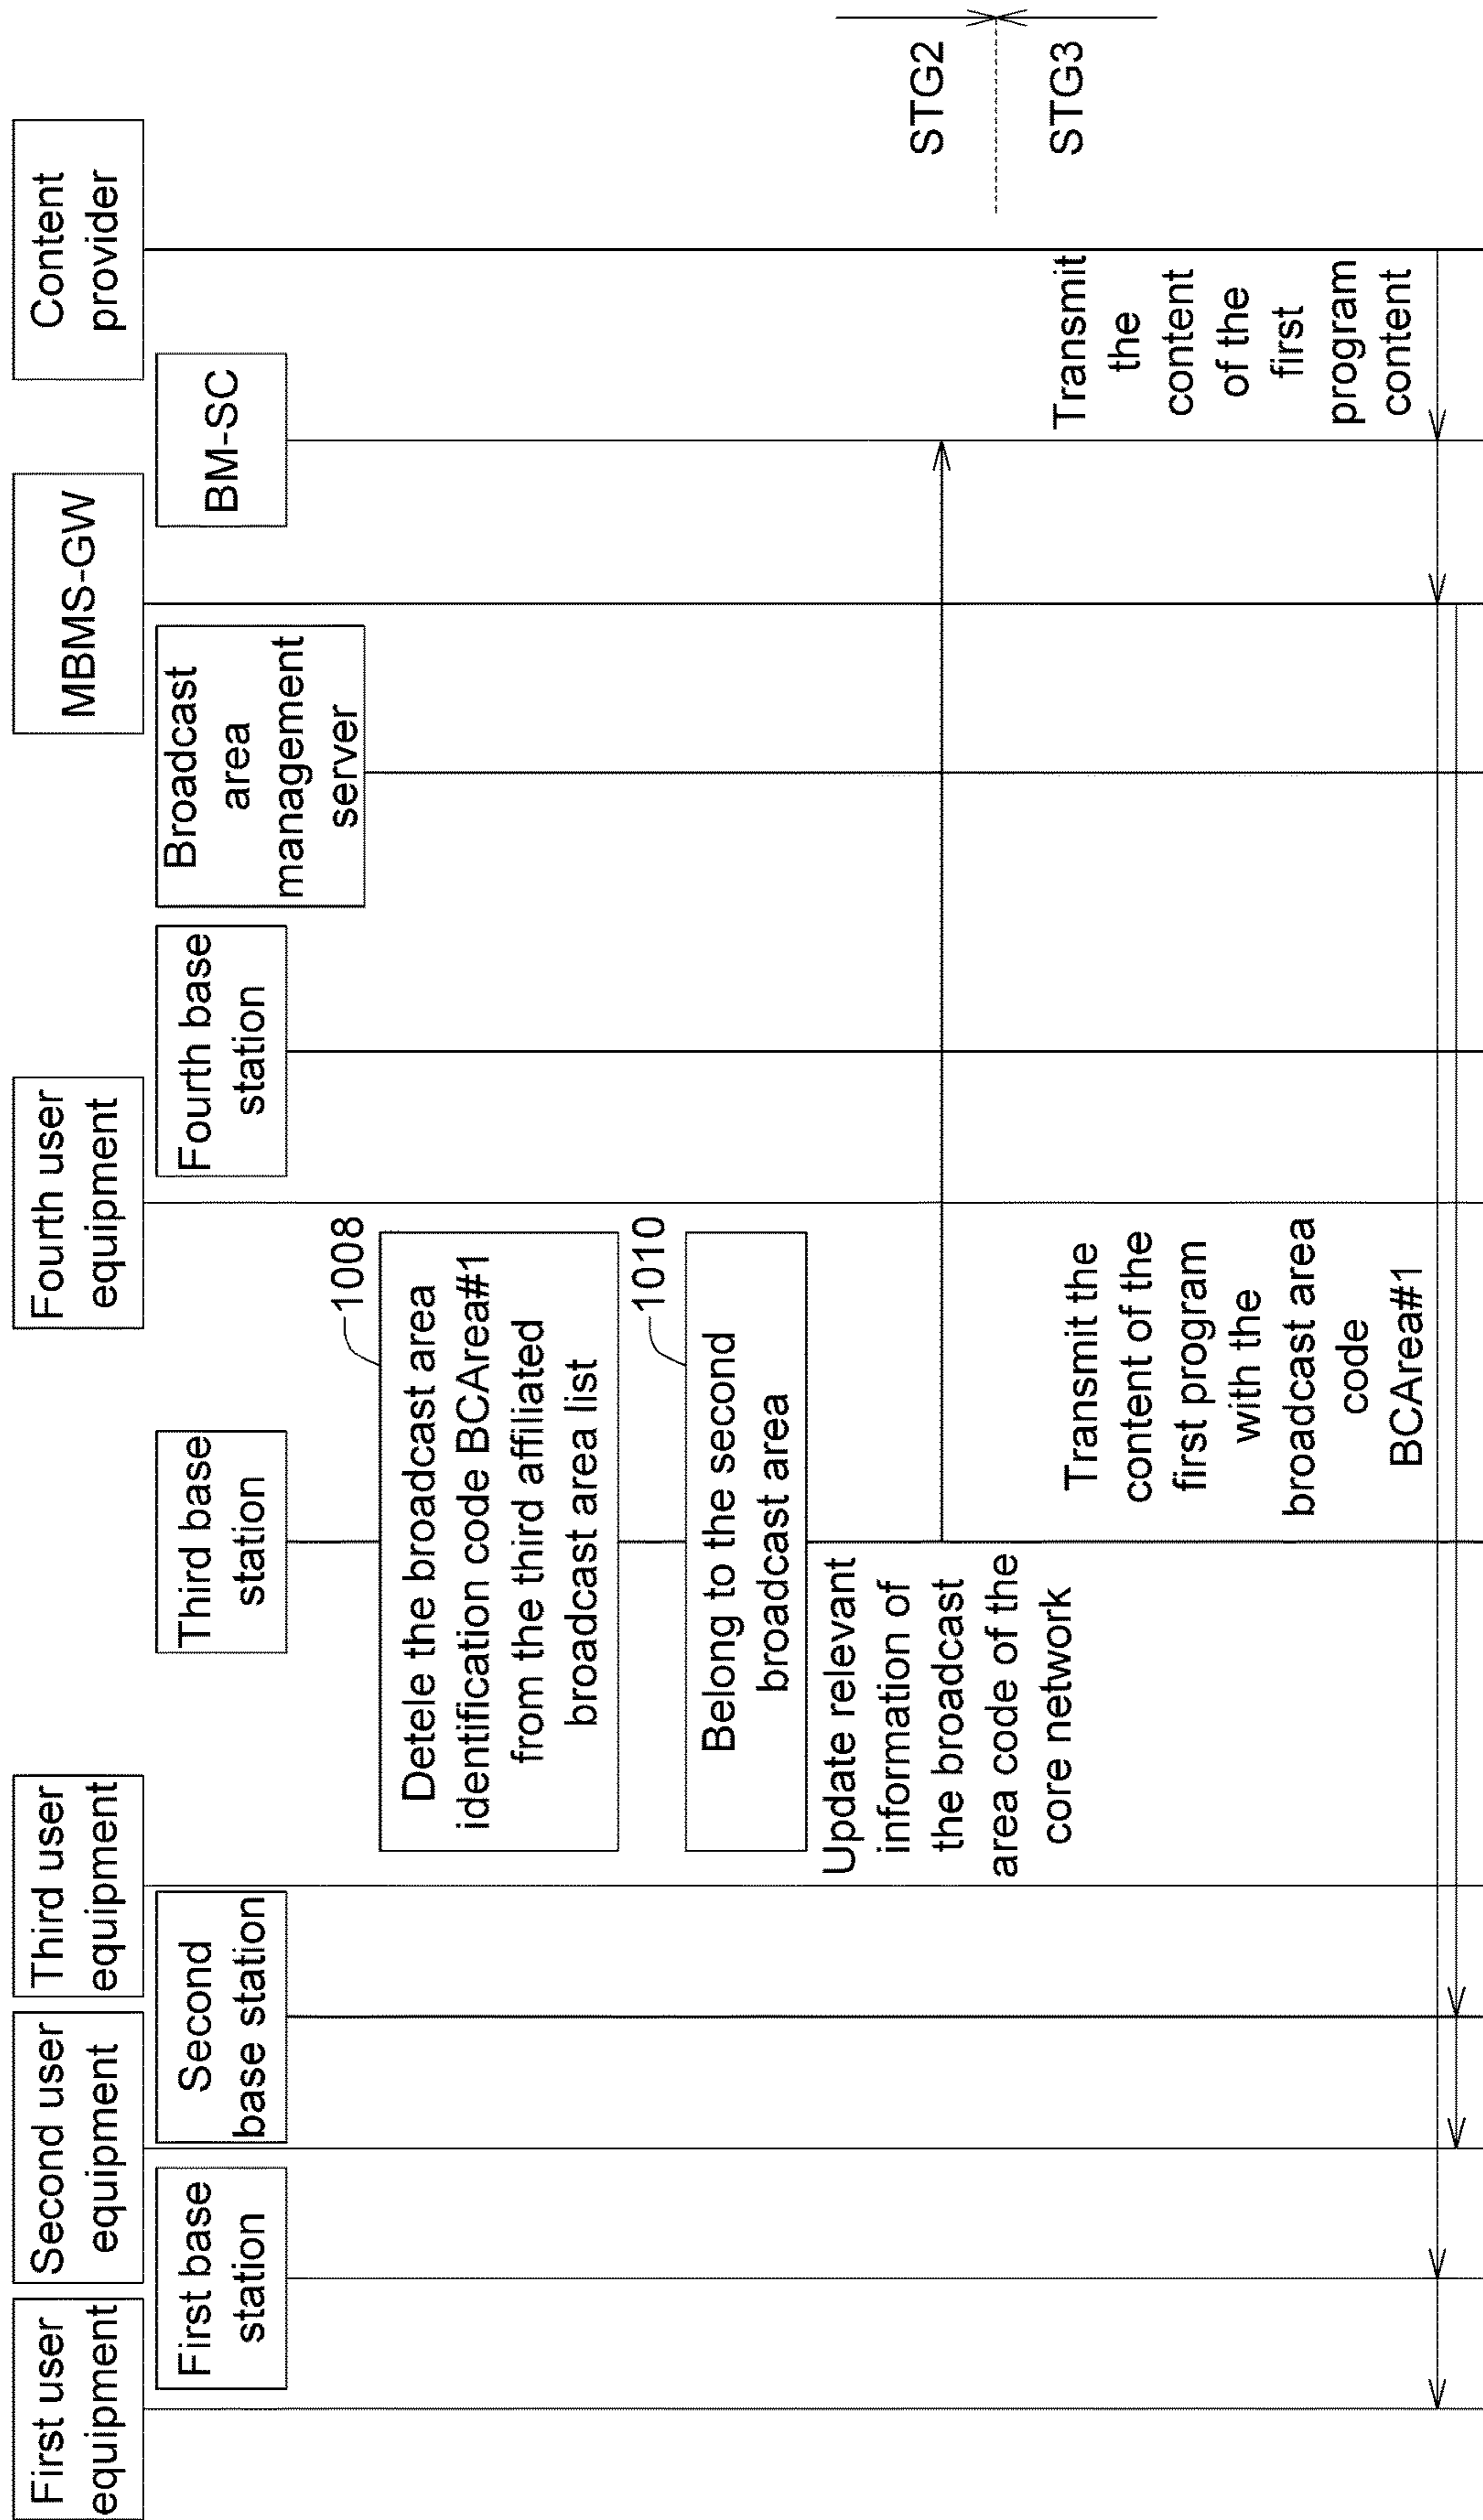 First user
equipment
Second user
equipment
Third user
equipment
Fourth user
equipment
MBMS-GW
Content
provider
First base
station
Second
base station
Third base
station
Fourth base
station
Broadcast
area
management
server
BM-SC
1008
Detele the broadcast area
identification code BCArea#1
from the third affiliated
broadcast area list
1010
Belong to the second
broadcast area
Update relevant
information of
the broadcast
area code of the
core network
STG2
STG3
Transmit the
content of the
first program
with the
broadcast area
code
BCArea#1
Transmit
the
content
of the
first
program
content